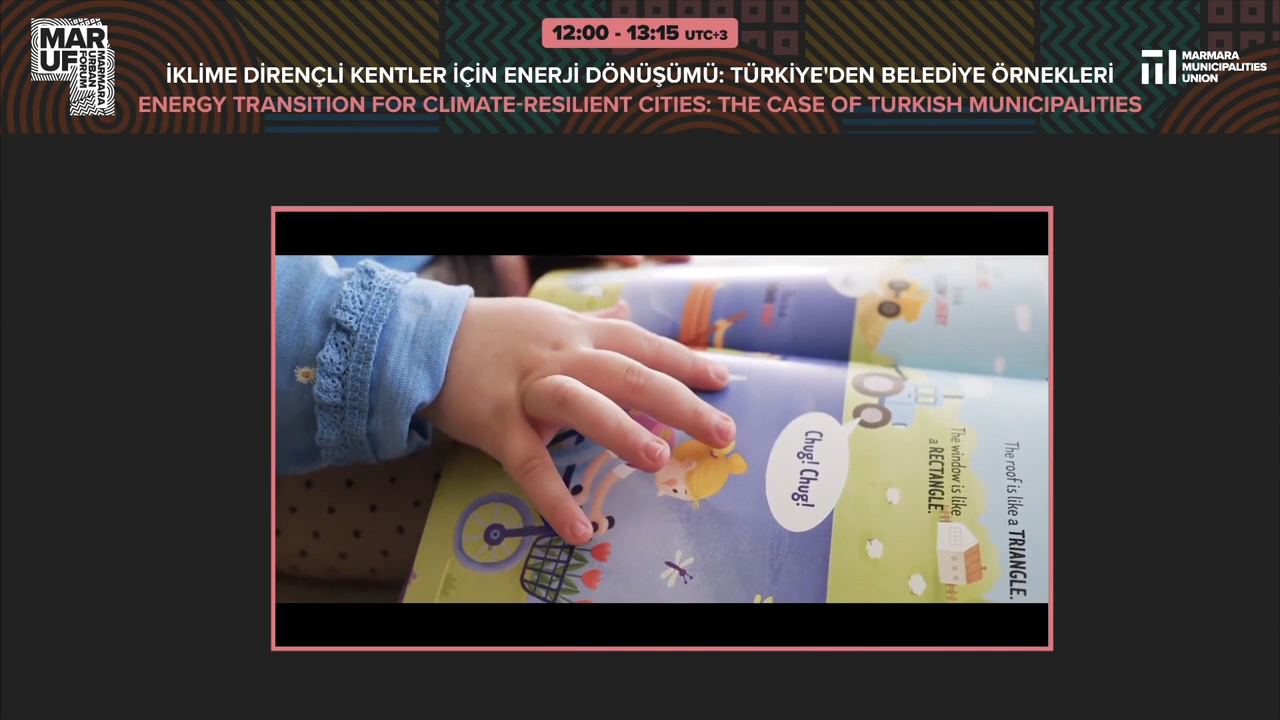 MAR
UF
MARMARA
URBAN
FORUM
12:00 - 13:15 UTC+3
İKLİME DİRENÇLİ KENTLER İÇİN ENERJİ DÖNÜŞÜMÜ: TÜRKİYE'DEN BELEDİYE ÖRNEKLERİ
ENERGY TRANSITION FOR CLIMATE-RESILIENT CITIES: THE CASE OF TURKISH MUNICIPALITIES
MARMARA
MUNICIPALITIES
UNION
Chug! Chug!
The roof is like a TRIANGLE.
The window is like
a RECTANGLE.